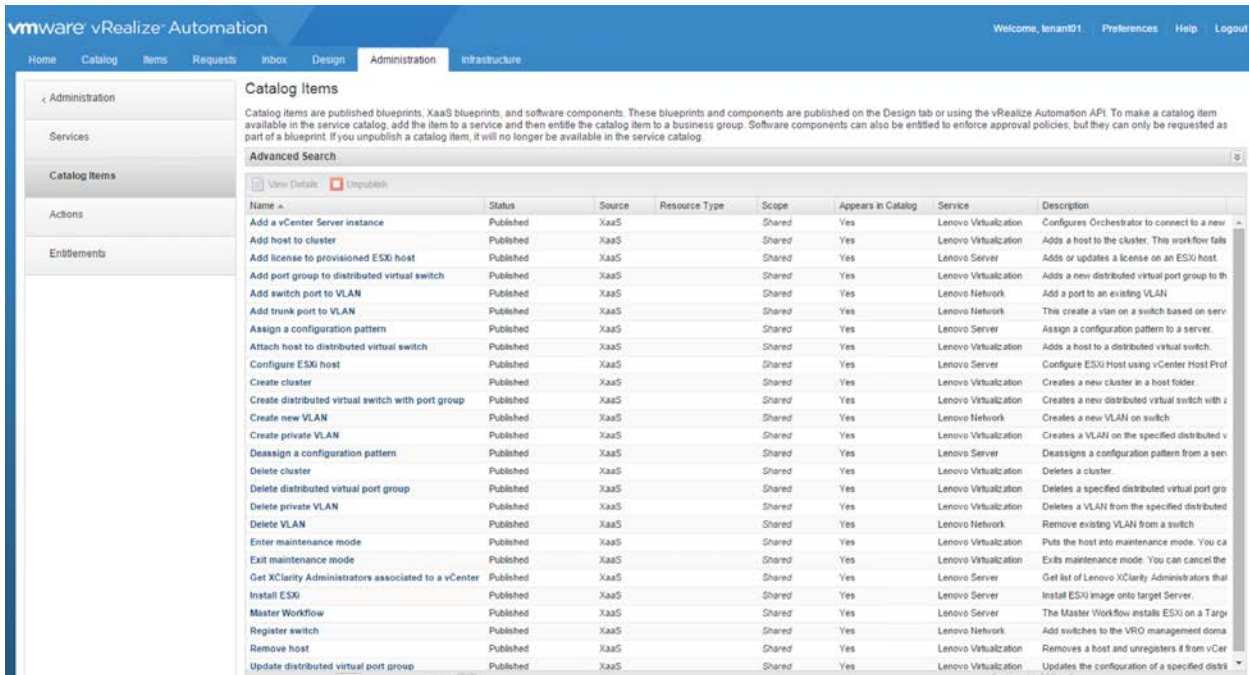 vmware vRealize Automation
Welcome, tenant01. Preferences Help Logout
Home Catalog Items Requests Inbox Design Administration Infrastructure
< Administration
Services
Catalog Items
Actions
Entitlements
Catalog Items
Catalog items are published blueprints, XaaS blueprints, and software components. These blueprints and components are published on the Design tab or using the vRealize Automation API. To make a catalog item
available in the service catalog, add the item to a service and then entitle the catalog item to a business group. Software components can also be entitled to enforce approval policies, but they can only be requested as
part of a blueprint. If you unpublish a catalog item, it will no longer be available in the service catalog.
Advanced Search
View Details Unpublish
Name Status Source Resource Type Scope Appears in Catalog Service Description
Add a vCenter Server instance Published XaaS Shared Yes Lenovo Virtualization Configures Orchestrator to connect to a new
Add host to cluster Published XaaS Shared Yes Lenovo Virtualization Adds a host to the cluster. This workflow fails
Add license to provisioned ESXi host Published XaaS Shared Yes Lenovo Server Adds or updates a license on an ESXi host.
Add port group to distributed virtual switch Published XaaS Shared Yes Lenovo Virtualization Adds a new distributed virtual port group to th
Add switch port to VLAN Published XaaS Shared Yes Lenovo Network Add a port to an existing VLAN
Add trunk port to VLAN Published XaaS Shared Yes Lenovo Network This create a vlan on a switch based on serv
Assign a configuration pattern Published XaaS Shared Yes Lenovo Server Assign a configuration pattern to a server.
Attach host to distributed virtual switch Published XaaS Shared Yes Lenovo Virtualization Adds a host to a distributed virtual switch.
Configure ESXi host Published XaaS Shared Yes Lenovo Server Configure ESXi Host using vCenter Host Prof
Create cluster Published XaaS Shared Yes Lenovo Virtualization Creates a new cluster in a host folder.
Create distributed virtual switch with port group Published XaaS Shared Yes Lenovo Virtualization Creates a new distributed virtual switch with a
Create new VLAN Published XaaS Shared Yes Lenovo Network Creates a new VLAN on switch
Create private VLAN Published XaaS Shared Yes Lenovo Virtualization Creates a VLAN on the specified distributed v
Deassign a configuration pattern Published XaaS Shared Yes Lenovo Server Deassigns a configuration pattern from a serv
Delete cluster Published XaaS Shared Yes Lenovo Virtualization Deletes a cluster.
Delete distributed virtual port group Published XaaS Shared Yes Lenovo Virtualization Deletes a specified distributed virtual port gro
Delete private VLAN Published XaaS Shared Yes Lenovo Virtualization Deletes a VLAN from the specified distributed
Delete VLAN Published XaaS Shared Yes Lenovo Network Remove existing VLAN from a switch
Enter maintenance mode Published XaaS Shared Yes Lenovo Virtualization Puts the host into maintenance mode. You ca
Exit maintenance mode Published XaaS Shared Yes Lenovo Virtualization Exits maintenance mode. You can cancel the
Get XClarity Administrators associated to a vCenter Published XaaS Shared Yes Lenovo Server Get list of Lenovo XClarity Administrators that
Install ESXi Published XaaS Shared Yes Lenovo Server Install ESXi image onto target Server.
Master Workflow Published XaaS Shared Yes Lenovo Server The Master Workflow installs ESXi on a Targe
Register switch Published XaaS Shared Yes Lenovo Network Add switches to the VRO management doma
Remove host Published XaaS Shared Yes Lenovo Virtualization Removes a host and unregisters it from vCer
Update distributed virtual port group Published XaaS Shared Yes Lenovo Virtualization Updates the configuration of a specified distri